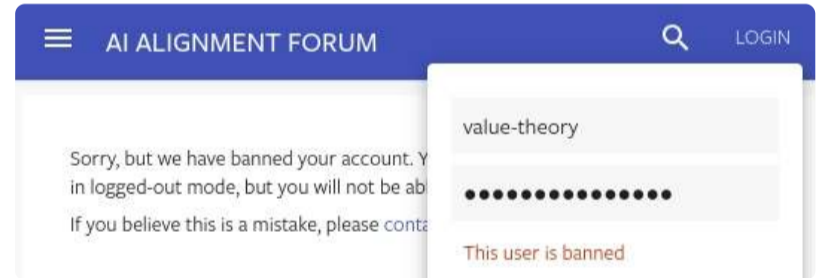 AI ALIGNMENT FORUM
LOGIN
Sorry, but we have banned your account. Y
in logged-out mode, but you will not be ab
If you believe this is a mistake, please conta
value-theory
This user is banned